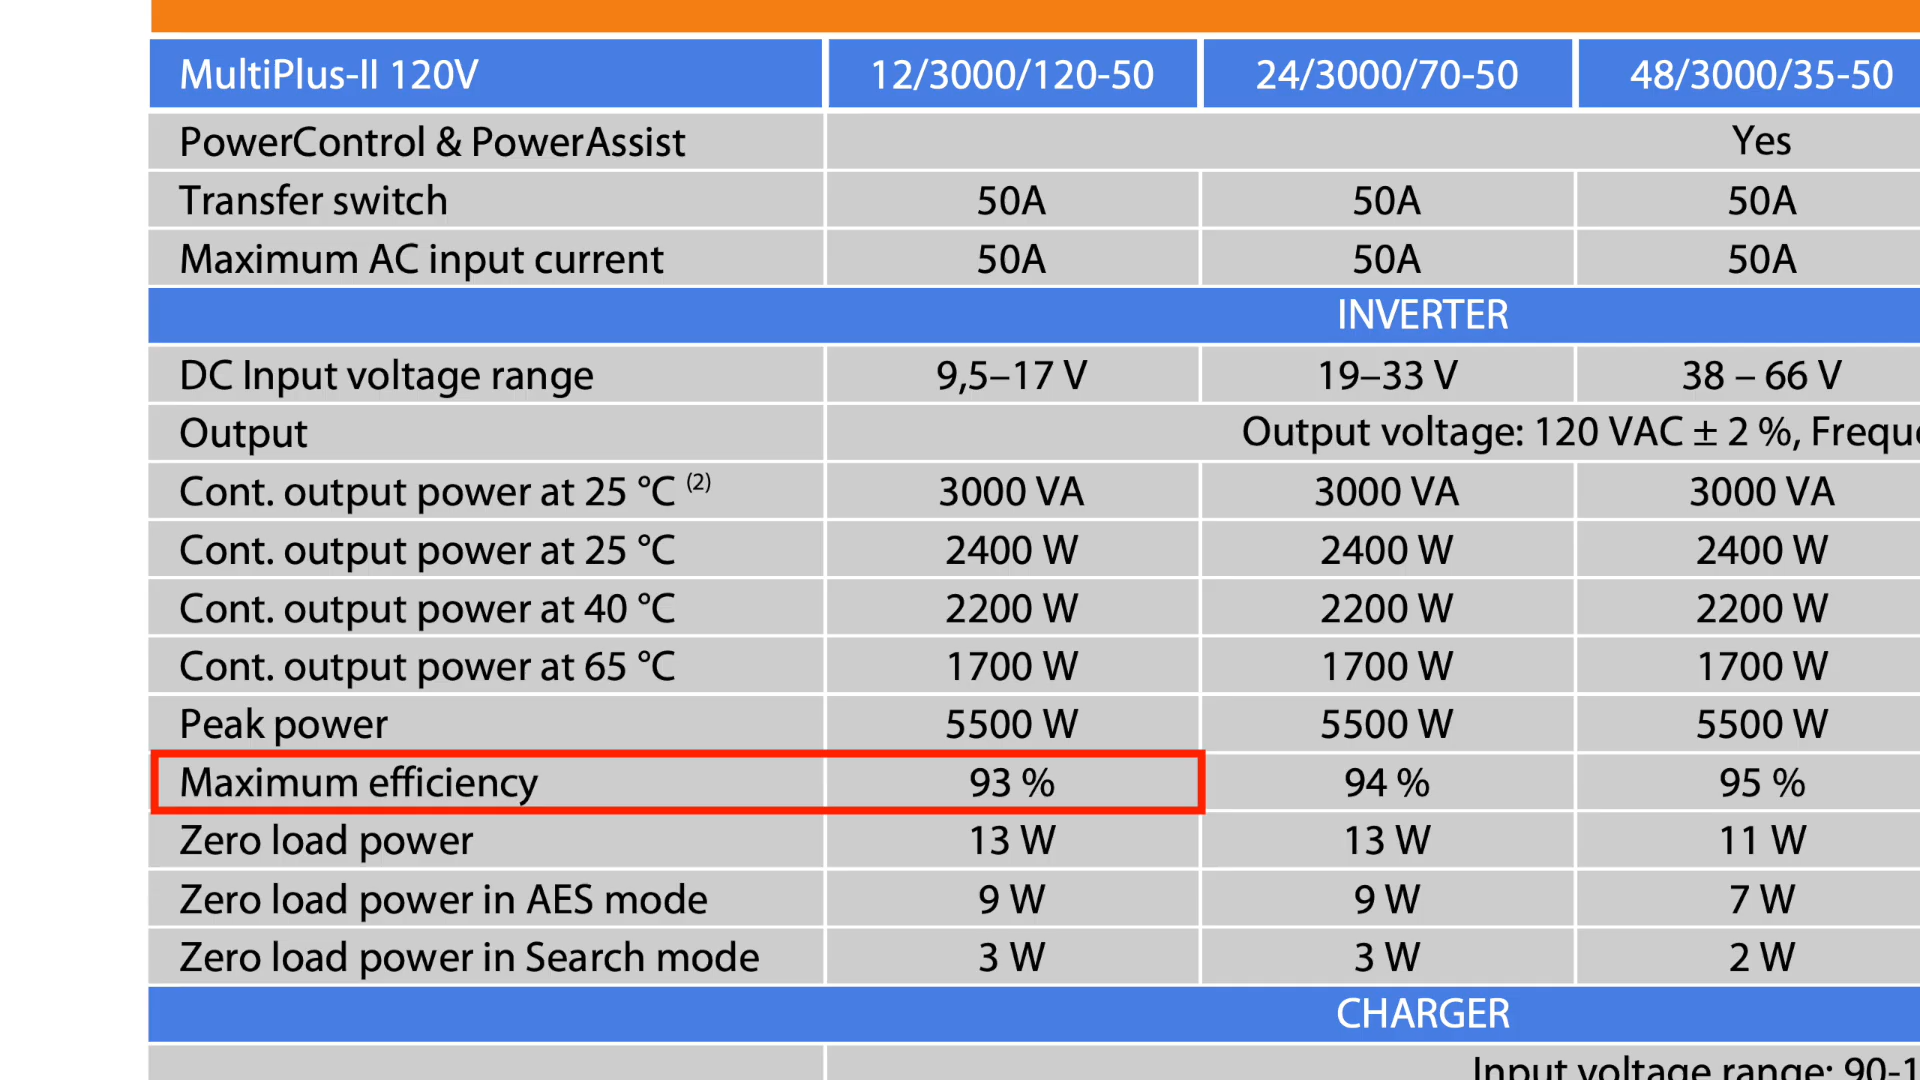 MultiPlus-II 120V 12/3000/120-50 24/3000/70-50 48/3000/35-50
PowerControl & PowerAssist Yes
Transfer switch 50A 50A 50A
Maximum AC input current 50A 50A 50A
INVERTER
DC Input voltage range 9,5–17 V 19–33 V 38 – 66 V
Output Output voltage: 120 VAC ± 2 %, Freque
Cont. output power at 25 °C (2) 3000 VA 3000 VA 3000 VA
Cont. output power at 25 °C 2400 W 2400 W 2400 W
Cont. output power at 40 °C 2200 W 2200 W 2200 W
Cont. output power at 65 °C 1700 W 1700 W 1700 W
Peak power 5500 W 5500 W 5500 W
Maximum efficiency 93 % 94 % 95 %
Zero load power 13 W 13 W 11 W
Zero load power in AES mode 9 W 9 W 7 W
Zero load power in Search mode 3 W 3 W 2 W
CHARGER
Input voltage range: 90-1